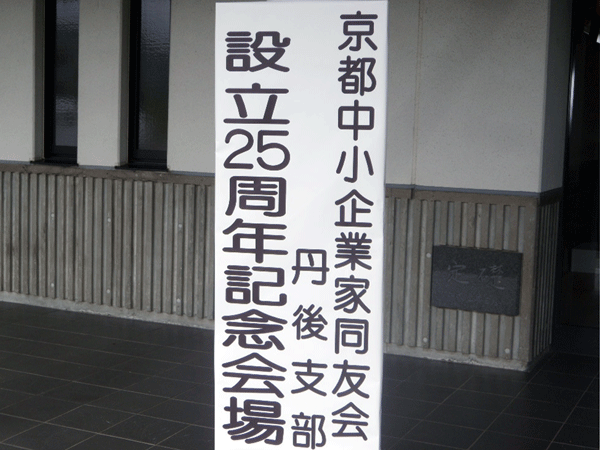 京都中小企業家同友会
丹後支部
設立25周年記念会場